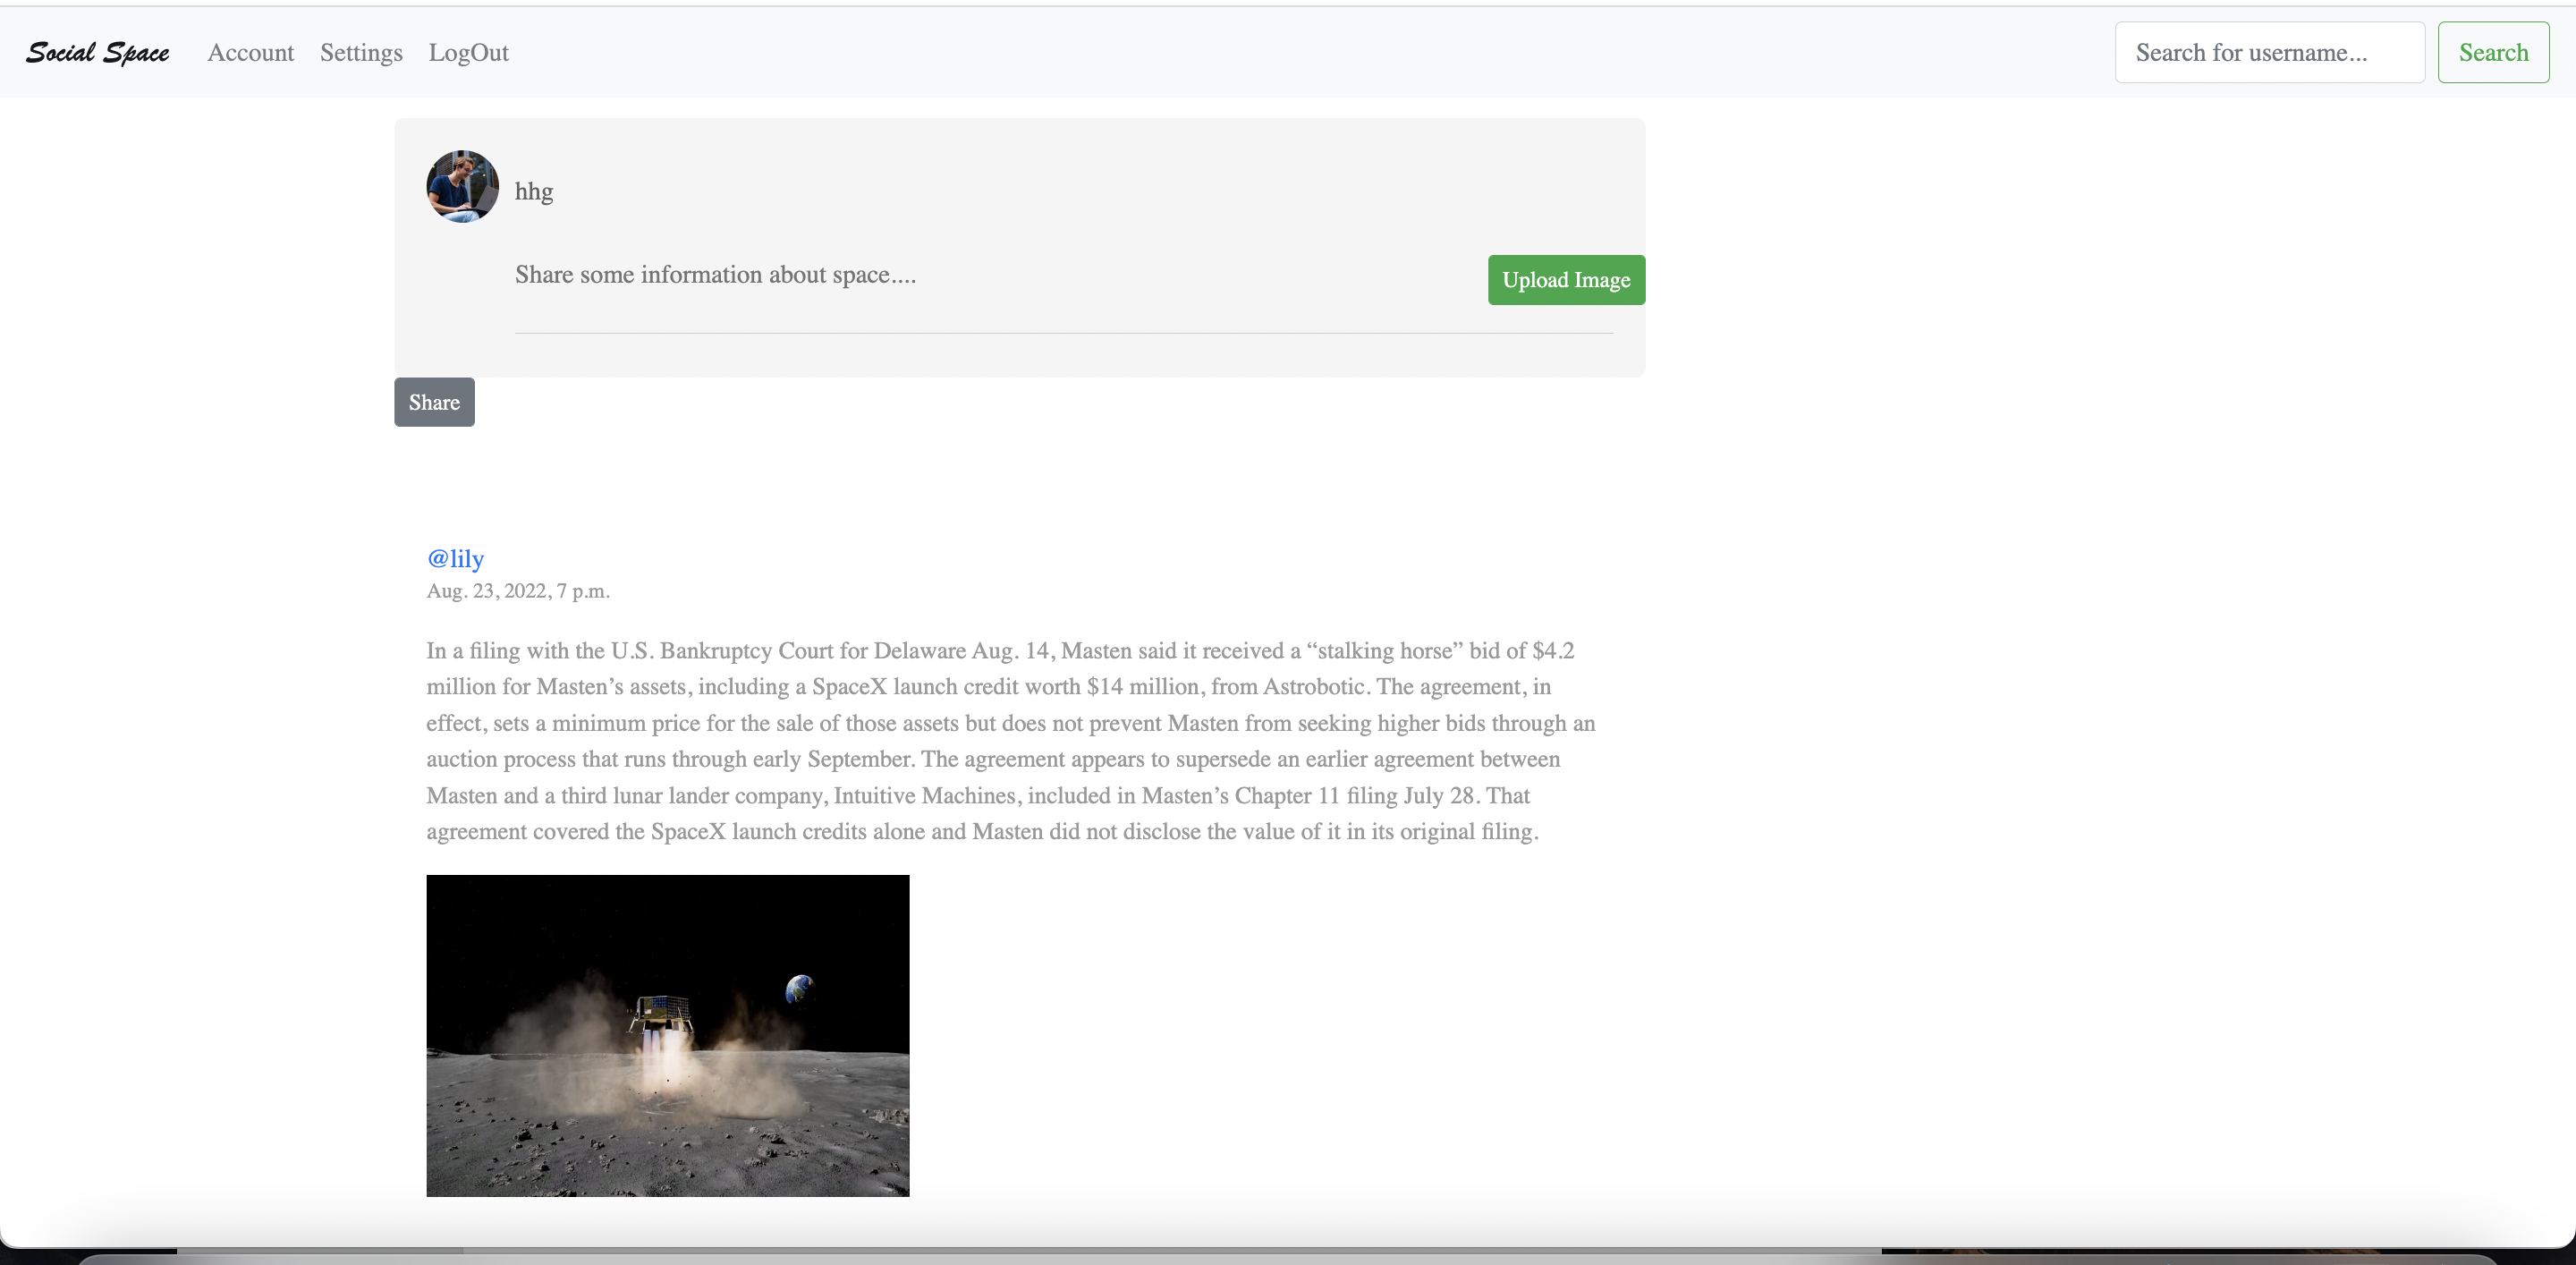 Social Space Account Settings LogOut Search for username... Search
hhg
Share some information about space....
Upload Image
Share
@lily
Aug. 23, 2022, 7 p.m.
In a filing with the U.S. Bankruptcy Court for Delaware Aug. 14, Masten said it received a “stalking horse” bid of $4.2
million for Masten’s assets, including a SpaceX launch credit worth $14 million, from Astrobotic. The agreement, in
effect, sets a minimum price for the sale of those assets but does not prevent Masten from seeking higher bids through an
auction process that runs through early September. The agreement appears to supersede an earlier agreement between
Masten and a third lunar lander company, Intuitive Machines, included in Masten’s Chapter 11 filing July 28. That
agreement covered the SpaceX launch credits alone and Masten did not disclose the value of it in its original filing.